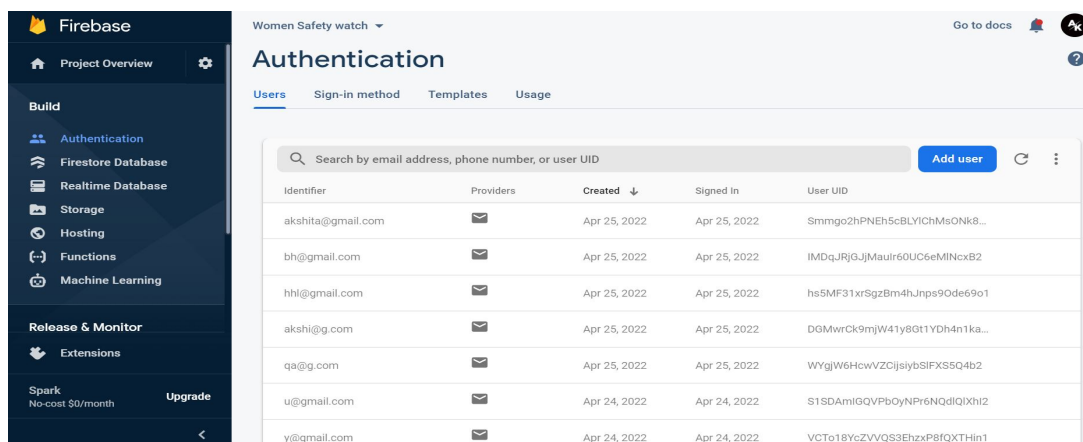 Firebase
Women Safety watch
Go to docs
AK
Project Overview
Authentication
Users Sign-in method Templates Usage
Build
Authentication
Firestore Database
Realtime Database
Storage
Hosting
Functions
Machine Learning
Release & Monitor
Extensions
Spark
No-cost $0/month
Upgrade
Search by email address, phone number, or user UID
Add user
Identifier Providers Created Signed In User UID
akshita@gmail.com Apr 25, 2022 Apr 25, 2022 Smmgo2hPNEh5cBLYlChMsONk8...
bh@gmail.com Apr 25, 2022 Apr 25, 2022 IMDqJRjGJjMauIr60UC6eMlNcxB2
hhl@gmail.com Apr 25, 2022 Apr 25, 2022 hs5MF31xrSgzBm4hJnps9Ode69o1
akshi@g.com Apr 25, 2022 Apr 25, 2022 DGMwrCk9mjW41y8Gt1YDh4n1ka...
qa@g.com Apr 25, 2022 Apr 25, 2022 WYgjW6HcwVZCijsiybSlFXS5Q4b2
u@gmail.com Apr 24, 2022 Apr 24, 2022 S1SDAmIGQVPbOyNPr6NQdlQlXhI2
y@gmail.com Apr 24, 2022 Apr 24, 2022 VCTo18YcZVVQS3EhzxP8fQXTHin1